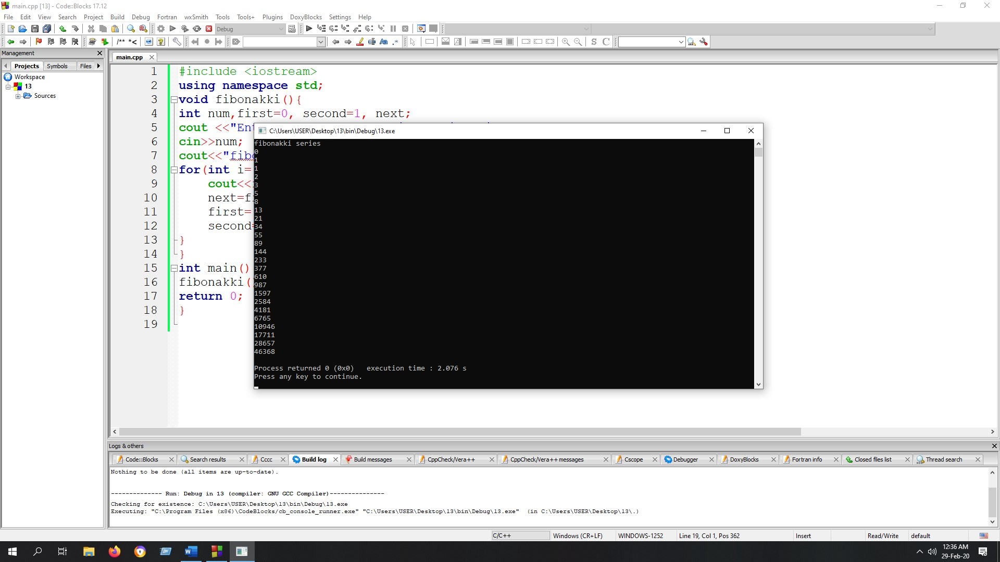 main.cpp [13] - Code::Blocks 17.12
File Edit View Search Project Build Debug Fortran wxSmith Tools Tools+ Plugins DoxyBlocks Settings Help
Debug
/** *<
Aa .*
S C
Management
Projects Symbols Files
Workspace
13
Sources
main.cpp
1 #include <iostream>
2 using namespace std;
3 void fibonakki(){
4 int num,first=0, second=1, next;
5 cout <<"Ent
6 cin>>num;
7 cout<<"fibo
8 for(int i=
9 cout<<
10 next=f
11 first=
12 second=
13 }
14 }
15 int main()
16 fibonakki(
17 return 0;
18 }
19
C:\Users\USER\Desktop\13\bin\Debug\13.exe
fibonakki series
0
1
1
2
3
5
8
13
21
34
55
89
144
233
377
610
987
1597
2584
4181
6765
10946
17711
28657
46368
Process returned 0 (0x0)   execution time : 2.076 s
Press any key to continue.
Logs & others
Code::Blocks Search results Cccc Build log Build messages CppCheck/Vera++ CppCheck/Vera++ messages Cscope Debugger DoxyBlocks Fortran info Closed files list Thread search
Nothing to be done (all items are up-to-date).
-------------- Run: Debug in 13 (compiler: GNU GCC Compiler)---------------
Checking for existence: C:\Users\USER\Desktop\13\bin\Debug\13.exe
Executing: "C:\Program Files (x86)\CodeBlocks/cb_console_runner.exe" "C:\Users\USER\Desktop\13\bin\Debug\13.exe"  (in C:\Users\USER\Desktop\13\.)
C/C++ Windows (CR+LF) WINDOWS-1252 Line 19, Col 1, Pos 362 Insert Read/Write default
12:36 AM
29-Feb-20